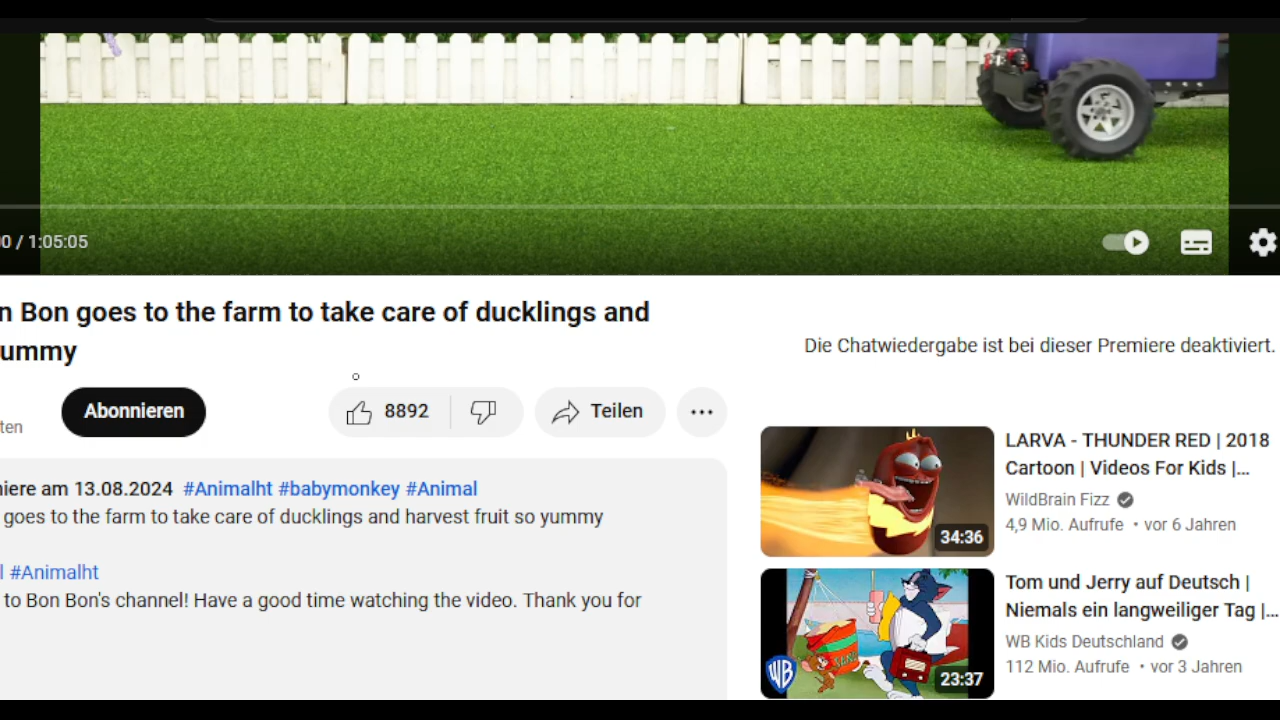 0 / 1:05:05
n Bon goes to the farm to take care of ducklings and
ummy
Die Chatwiedergabe ist bei dieser Premiere deaktiviert.
ten
Abonnieren
8892
Teilen
niere am 13.08.2024 #Animalht #babymonkey #Animal
goes to the farm to take care of ducklings and harvest fruit so yummy
l #Animalht
to Bon Bon's channel! Have a good time watching the video. Thank you for
34:36
LARVA - THUNDER RED | 2018
Cartoon | Videos For Kids |...
WildBrain Fizz
4,9 Mio. Aufrufe • vor 6 Jahren
WB
23:37
Tom und Jerry auf Deutsch |
Niemals ein langweiliger Tag |...
WB Kids Deutschland
112 Mio. Aufrufe • vor 3 Jahren